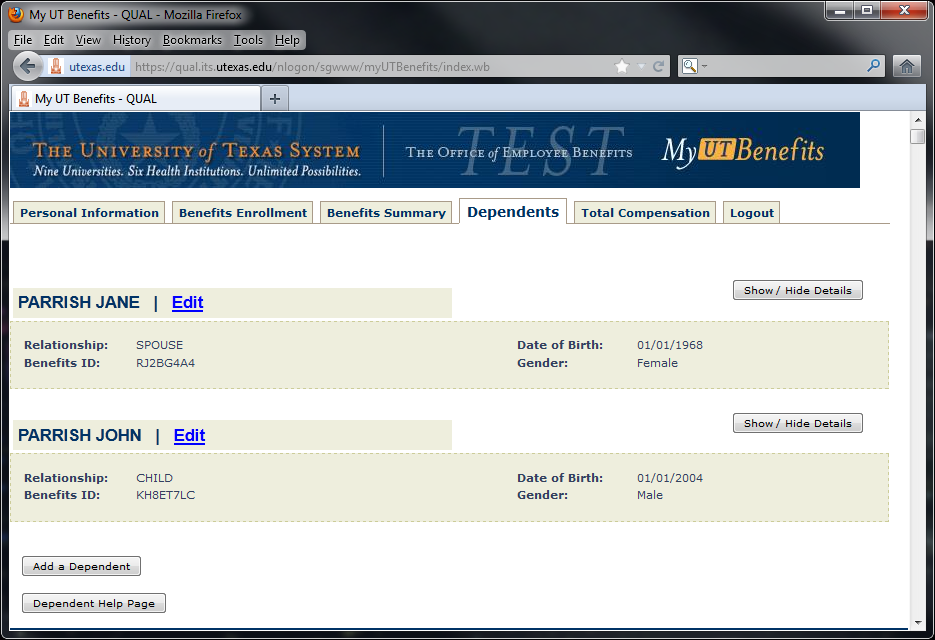 My UT Benefits - QUAL - Mozilla Firefox
File Edit View History Bookmarks Tools Help
utexas.edu https://qual.its.utexas.edu/nlogon/sgwww/myUTBenefits/index.wb
My UT Benefits - QUAL
THE UNIVERSITY of TEXAS SYSTEM
Nine Universities. Six Health Institutions. Unlimited Possibilities.
TEST
THE OFFICE of EMPLOYEE BENEFITS
My UT Benefits
Personal Information Benefits Enrollment Benefits Summary Dependents Total Compensation Logout
Show / Hide Details
PARRISH JANE | Edit
Relationship: SPOUSE Date of Birth: 01/01/1968
Benefits ID: RJ2BG4A4 Gender: Female
Show / Hide Details
PARRISH JOHN | Edit
Relationship: CHILD Date of Birth: 01/01/2004
Benefits ID: KH8ET7LC Gender: Male
Add a Dependent
Dependent Help Page